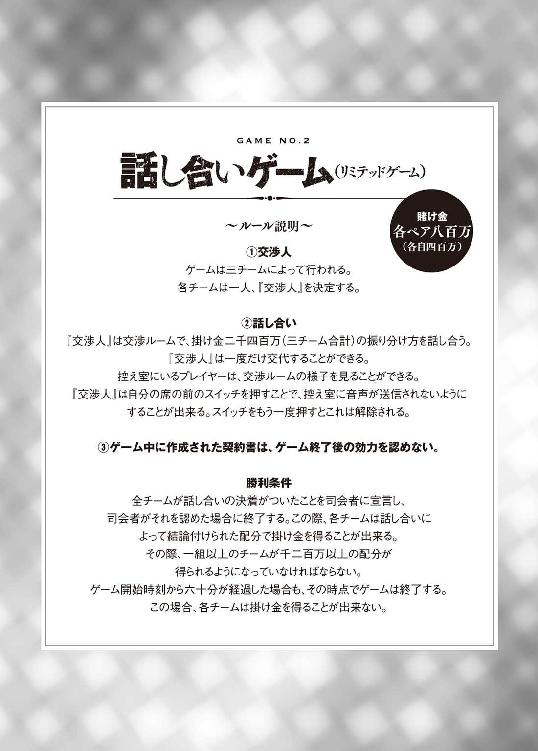 GAME NO.2
話し合いゲーム(リミテッドゲーム)
賭け金
各ペア八百万
(各自四百万)
～ルール説明～
①交渉人
ゲームは三チームによって行われる。
各チームは一人、『交渉人』を決定する。
②話し合い
『交渉人』は交渉ルームで、掛け金二千四百万(三チーム合計)の振り分け方を話し合う。
『交渉人』は一度だけ交代することができる。
控え室にいるプレイヤーは、交渉ルームの様子を見ることができる。
『交渉人』は自分の席の前のスイッチを押すことで、控え室に音声が送信されないように
することが出来る。スイッチをもう一度押すとこれは解除される。
③ゲーム中に作成された契約書は、ゲーム終了後の効力を認めない。
勝利条件
全チームが話し合いの決着がついたことを司会者に宣言し、
司会者がそれを認めた場合に終了する。この際、各チームは話し合いに
よって結論付けられた配分で掛け金を得ることが出来る。
その際、一組以上のチームが千二百万以上の配分が
得られるようになっていなければならない。
ゲーム開始時刻から六十分が経過した場合も、その時点でゲームは終了する。
この場合、各チームは掛け金を得ることが出来ない。